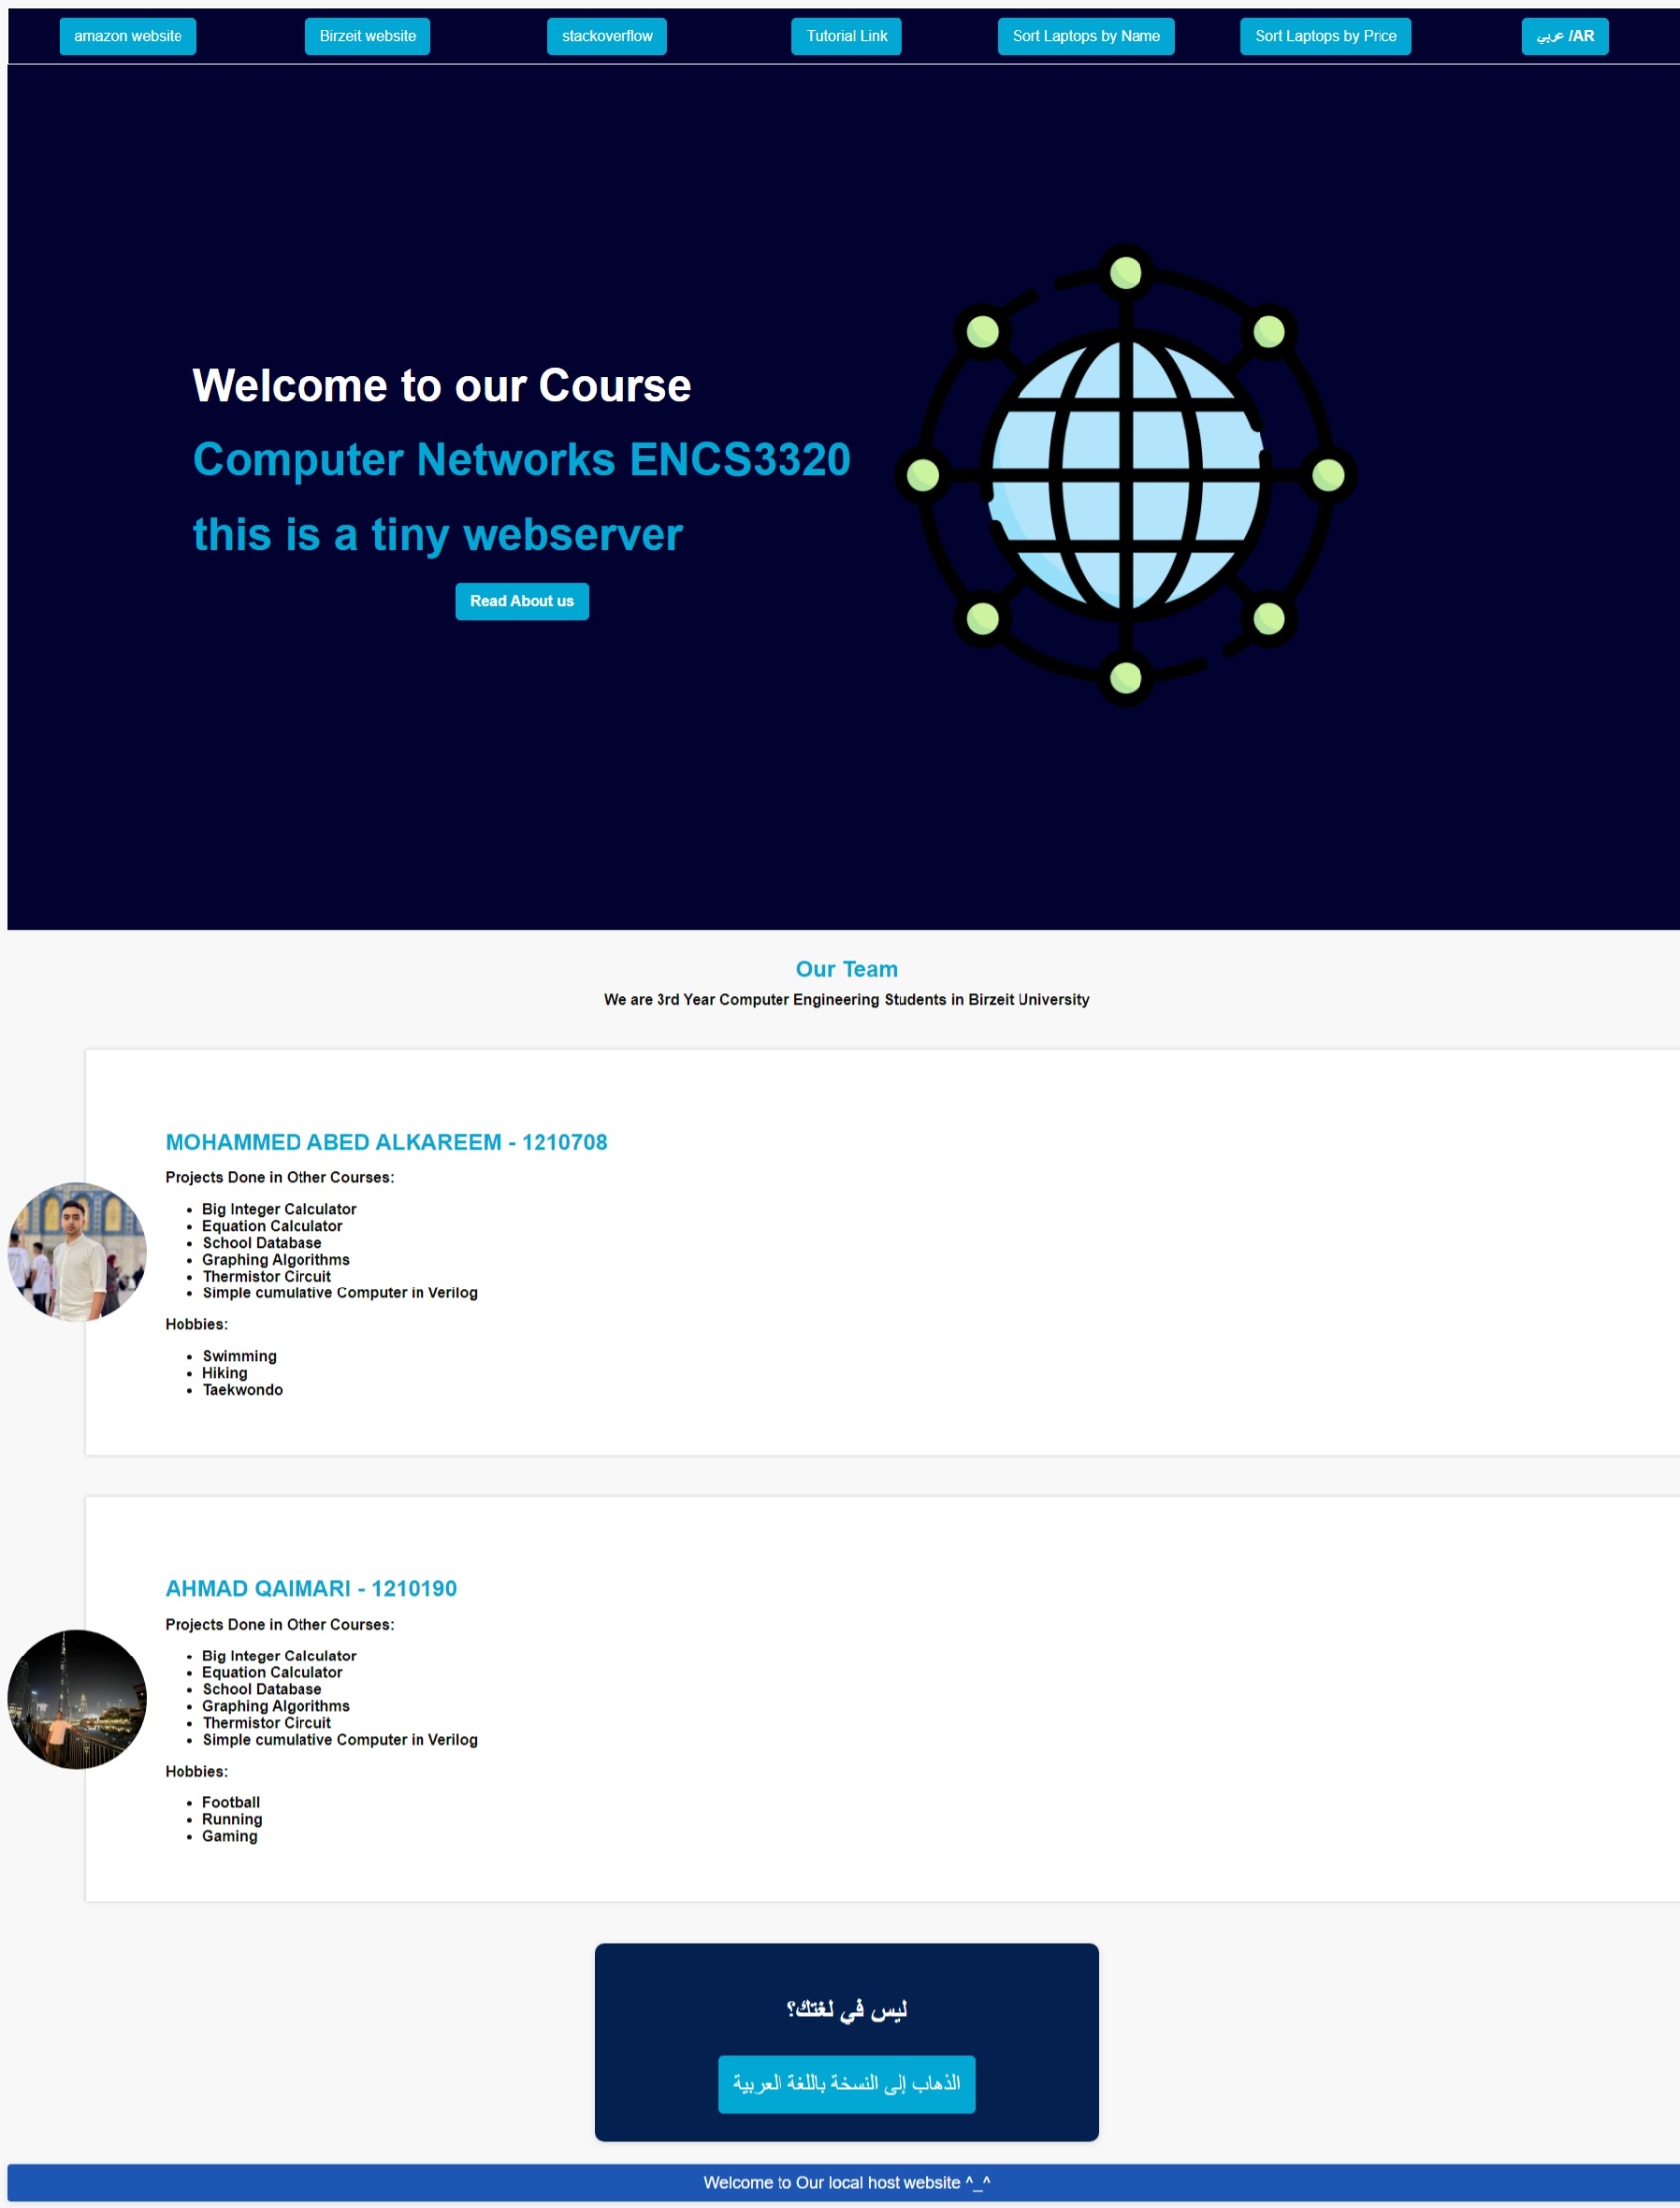 amazon website
Birzeit website
stackoverflow
Tutorial Link
Sort Laptops by Name
Sort Laptops by Price
عربي /AR
Welcome to our Course
Computer Networks ENCS3320
this is a tiny webserver
Read About us
Our Team
We are 3rd Year Computer Engineering Students in Birzeit University
MOHAMMED ABED ALKAREEM - 1210708
Projects Done in Other Courses:
• Big Integer Calculator
• Equation Calculator
• School Database
• Graphing Algorithms
• Thermistor Circuit
• Simple cumulative Computer in Verilog
Hobbies:
• Swimming
• Hiking
• Taekwondo
AHMAD QAIMARI - 1210190
Projects Done in Other Courses:
• Big Integer Calculator
• Equation Calculator
• School Database
• Graphing Algorithms
• Thermistor Circuit
• Simple cumulative Computer in Verilog
Hobbies:
• Football
• Running
• Gaming
ليس في لغتك؟
الذهاب إلى النسخة باللغة العربية
Welcome to Our local host website ^_^